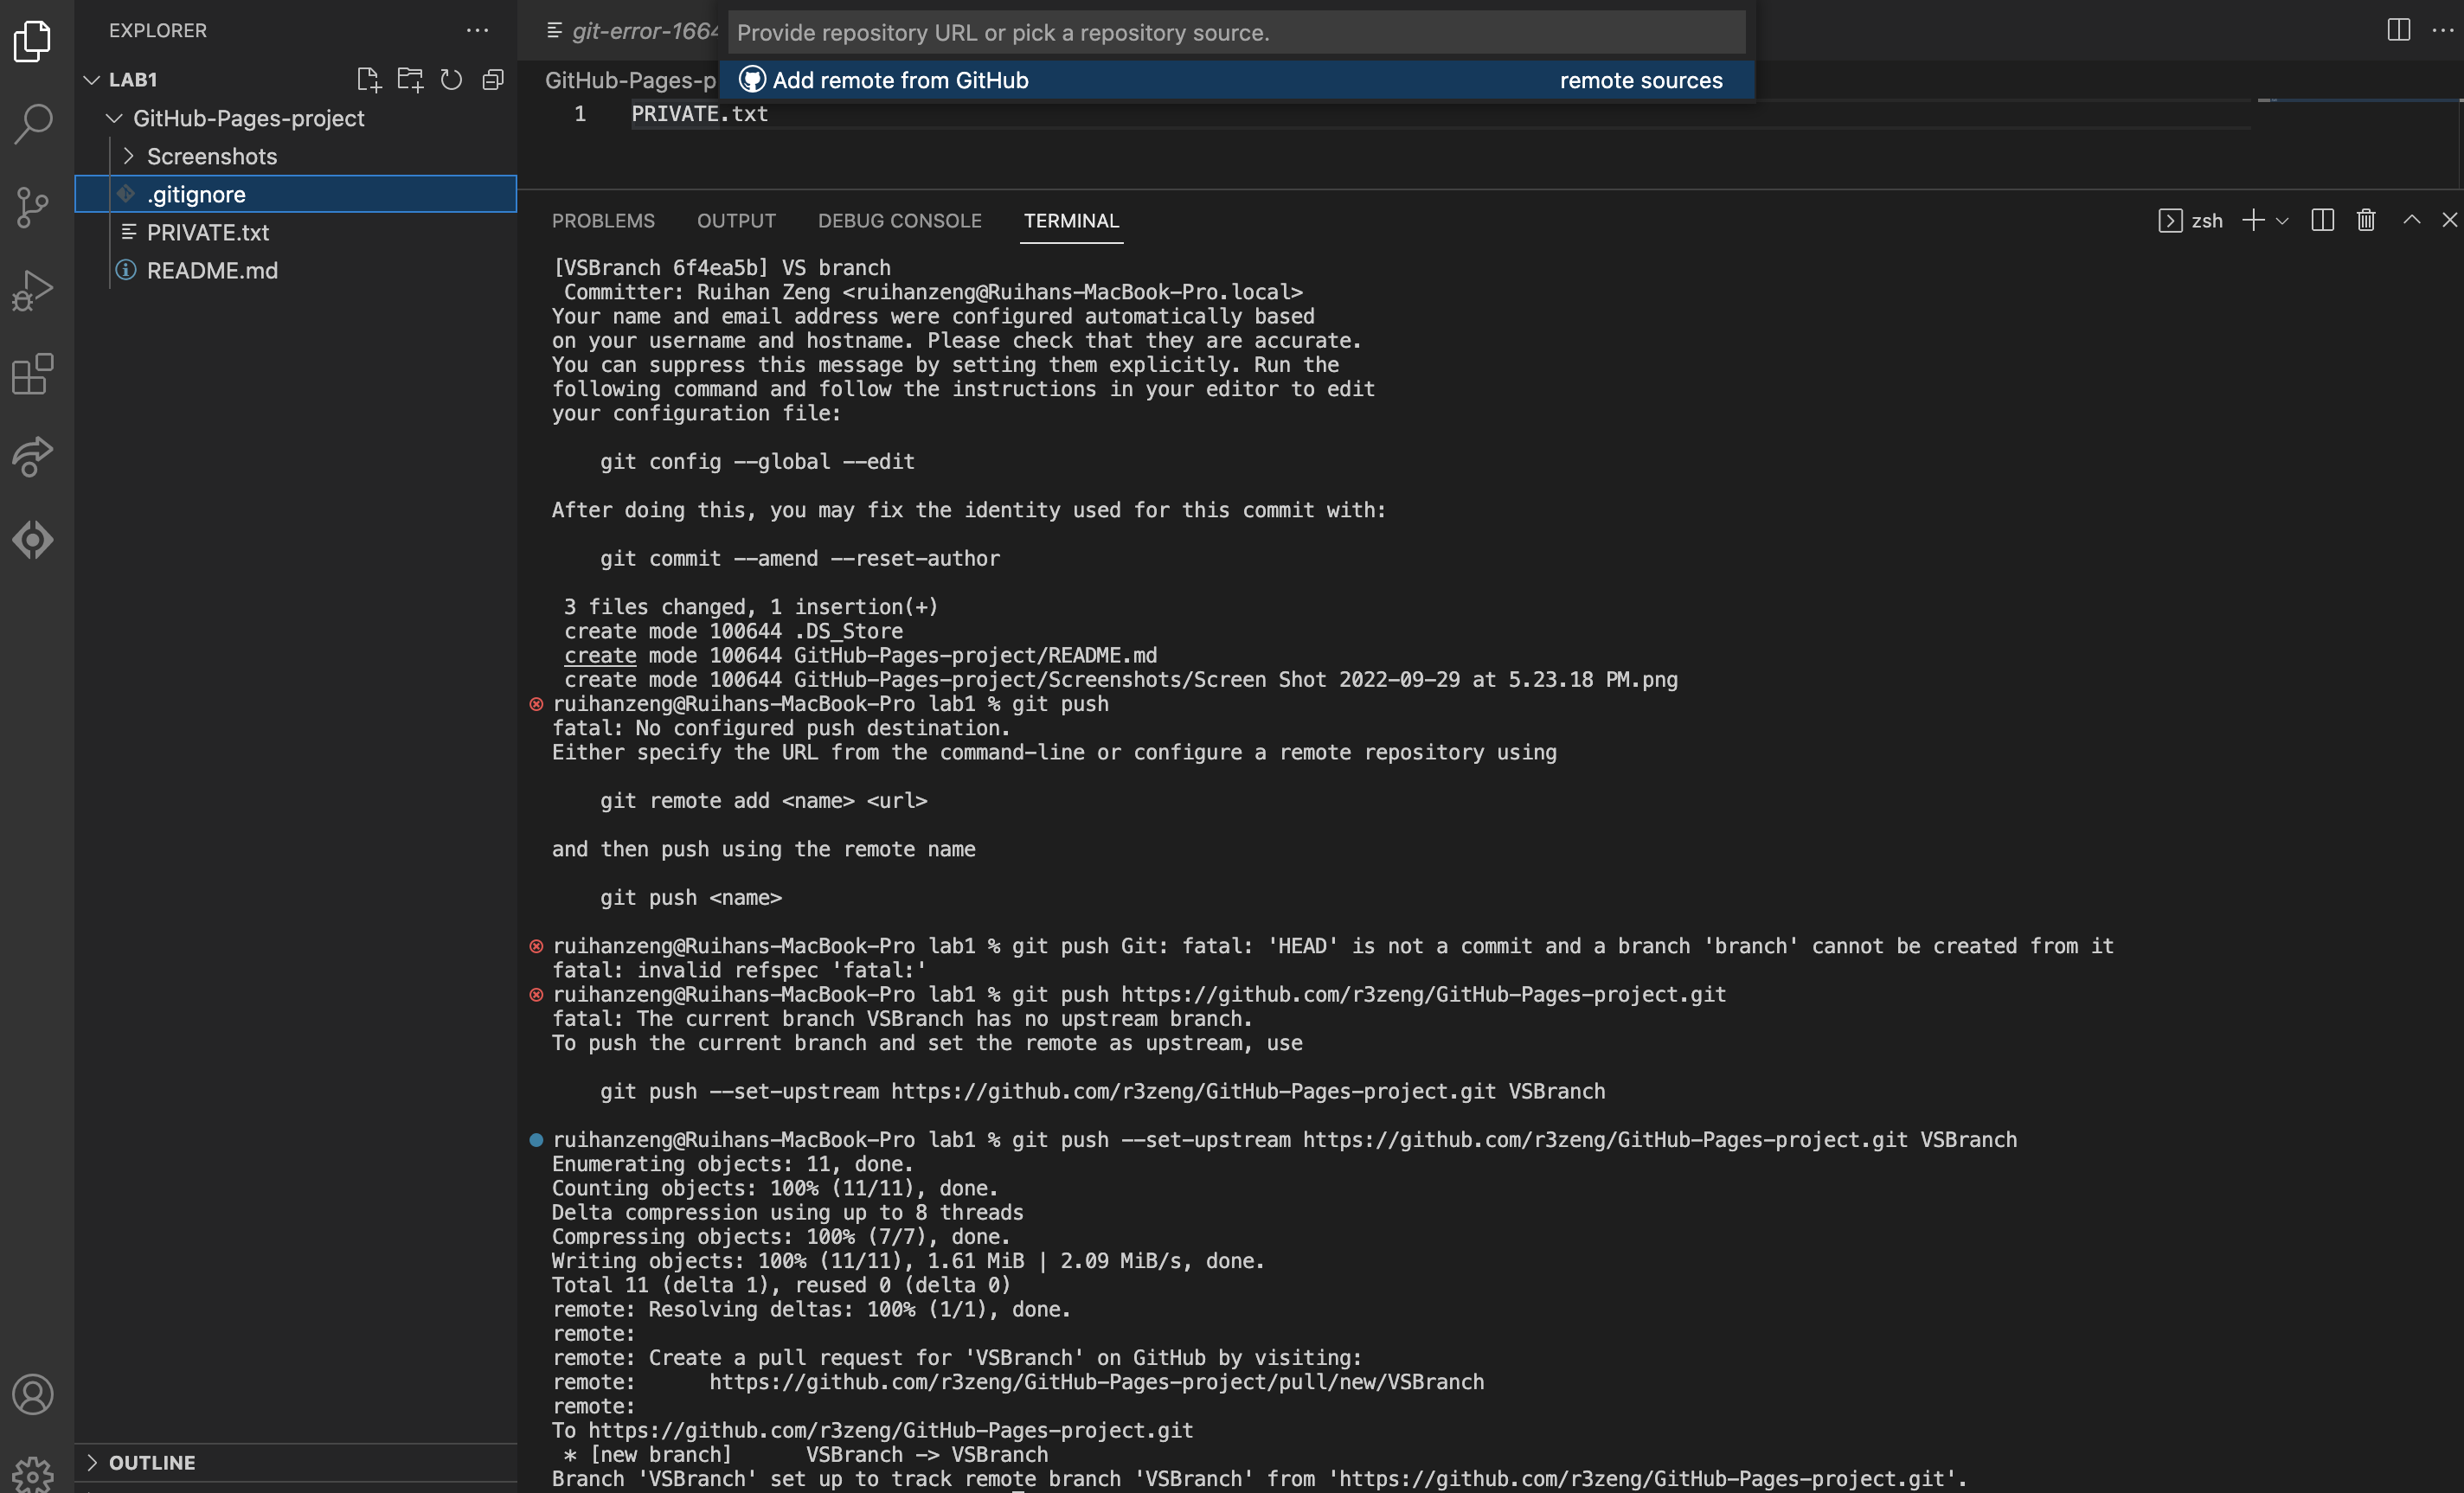 EXPLORER
git-error-1664
Provide repository URL or pick a repository source.
Add remote from GitHub remote sources
LAB1
GitHub-Pages-p
GitHub-Pages-project
Screenshots
.gitignore
PRIVATE.txt
README.md
OUTLINE
1 PRIVATE.txt
PROBLEMS OUTPUT DEBUG CONSOLE TERMINAL
zsh
[VSBranch 6f4ea5b] VS branch
Committer: Ruihan Zeng <ruihanzeng@Ruihans-MacBook-Pro.local>
Your name and email address were configured automatically based
on your username and hostname. Please check that they are accurate.
You can suppress this message by setting them explicitly. Run the
following command and follow the instructions in your editor to edit
your configuration file:
git config --global --edit
After doing this, you may fix the identity used for this commit with:
git commit --amend --reset-author
3 files changed, 1 insertion(+)
create mode 100644 .DS_Store
create mode 100644 GitHub-Pages-project/README.md
create mode 100644 GitHub-Pages-project/Screenshots/Screen Shot 2022-09-29 at 5.23.18 PM.png
ruihanzeng@Ruihans-MacBook-Pro lab1 % git push
fatal: No configured push destination.
Either specify the URL from the command-line or configure a remote repository using
git remote add <name> <url>
and then push using the remote name
git push <name>
ruihanzeng@Ruihans-MacBook-Pro lab1 % git push Git: fatal: 'HEAD' is not a commit and a branch 'branch' cannot be created from it
fatal: invalid refspec 'fatal:'
ruihanzeng@Ruihans-MacBook-Pro lab1 % git push https://github.com/r3zeng/GitHub-Pages-project.git
fatal: The current branch VSBranch has no upstream branch.
To push the current branch and set the remote as upstream, use
git push --set-upstream https://github.com/r3zeng/GitHub-Pages-project.git VSBranch
ruihanzeng@Ruihans-MacBook-Pro lab1 % git push --set-upstream https://github.com/r3zeng/GitHub-Pages-project.git VSBranch
Enumerating objects: 11, done.
Counting objects: 100% (11/11), done.
Delta compression using up to 8 threads
Compressing objects: 100% (7/7), done.
Writing objects: 100% (11/11), 1.61 MiB | 2.09 MiB/s, done.
Total 11 (delta 1), reused 0 (delta 0)
remote: Resolving deltas: 100% (1/1), done.
remote:
remote: Create a pull request for 'VSBranch' on GitHub by visiting:
remote: https://github.com/r3zeng/GitHub-Pages-project/pull/new/VSBranch
remote:
To https://github.com/r3zeng/GitHub-Pages-project.git
* [new branch] VSBranch -> VSBranch
Branch 'VSBranch' set up to track remote branch 'VSBranch' from 'https://github.com/r3zeng/GitHub-Pages-project.git'.